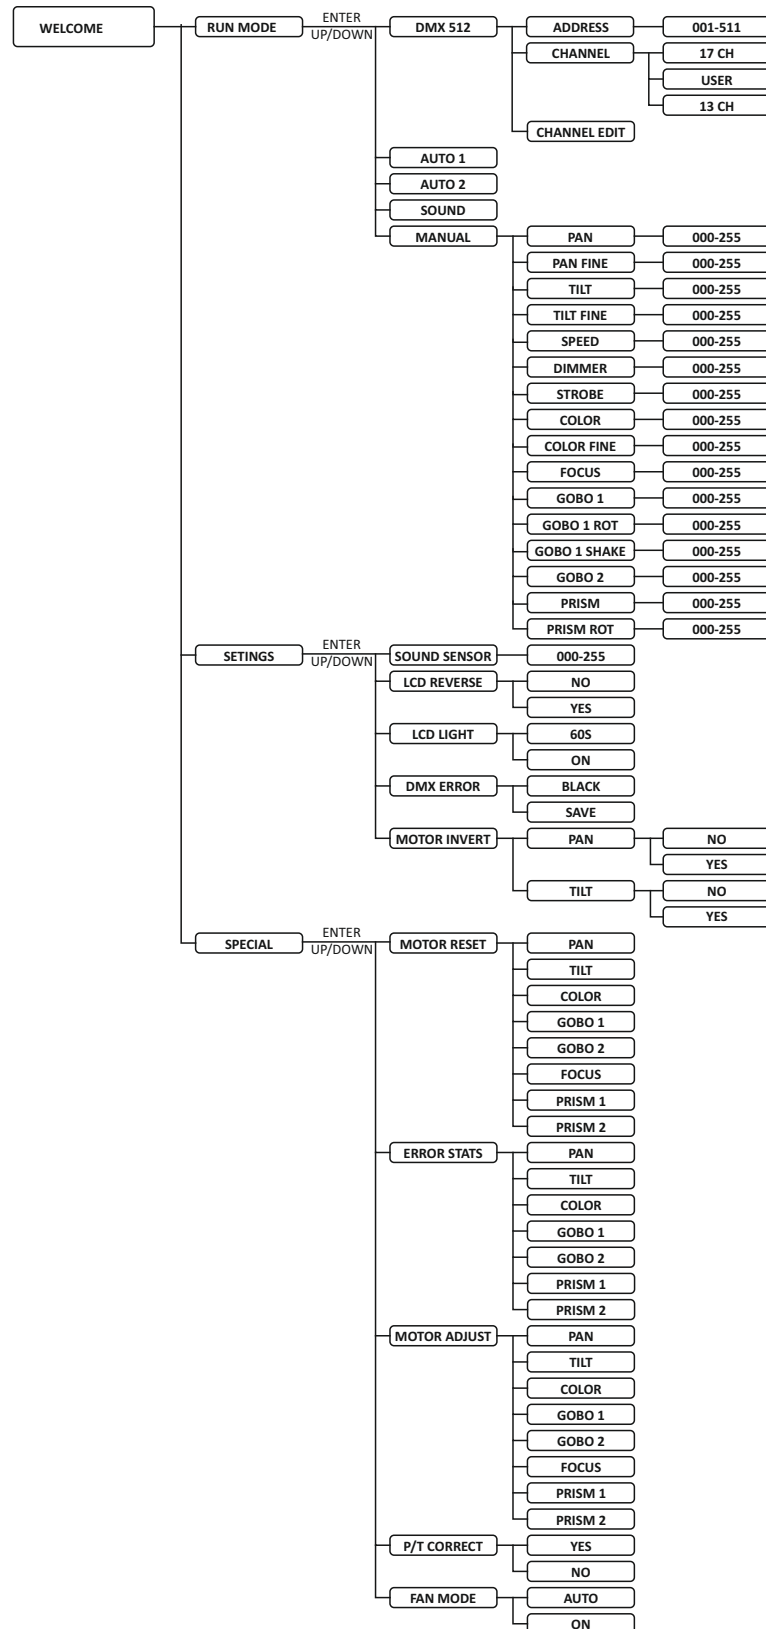 WELCOME RUN MODE ENTER UP/DOWN DMX 512 ADDRESS 001-511
CHANNEL 17 CH
USER
13 CH
CHANNEL EDIT
AUTO 1
AUTO 2
SOUND
MANUAL PAN 000-255
PAN FINE 000-255
TILT 000-255
TILT FINE 000-255
SPEED 000-255
DIMMER 000-255
STROBE 000-255
COLOR 000-255
COLOR FINE 000-255
FOCUS 000-255
GOBO 1 000-255
GOBO 1 ROT 000-255
GOBO 1 SHAKE 000-255
GOBO 2 000-255
PRISM 000-255
PRISM ROT 000-255
SETINGS ENTER UP/DOWN SOUND SENSOR 000-255
LCD REVERSE NO
YES
LCD LIGHT 60S
ON
DMX ERROR BLACK
SAVE
MOTOR INVERT PAN NO
YES
TILT NO
YES
SPECIAL ENTER UP/DOWN MOTOR RESET PAN
TILT
COLOR
GOBO 1
GOBO 2
FOCUS
PRISM 1
PRISM 2
ERROR STATS PAN
TILT
COLOR
GOBO 1
GOBO 2
PRISM 1
PRISM 2
MOTOR ADJUST PAN
TILT
COLOR
GOBO 1
GOBO 2
FOCUS
PRISM 1
PRISM 2
P/T CORRECT YES
NO
FAN MODE AUTO
ON